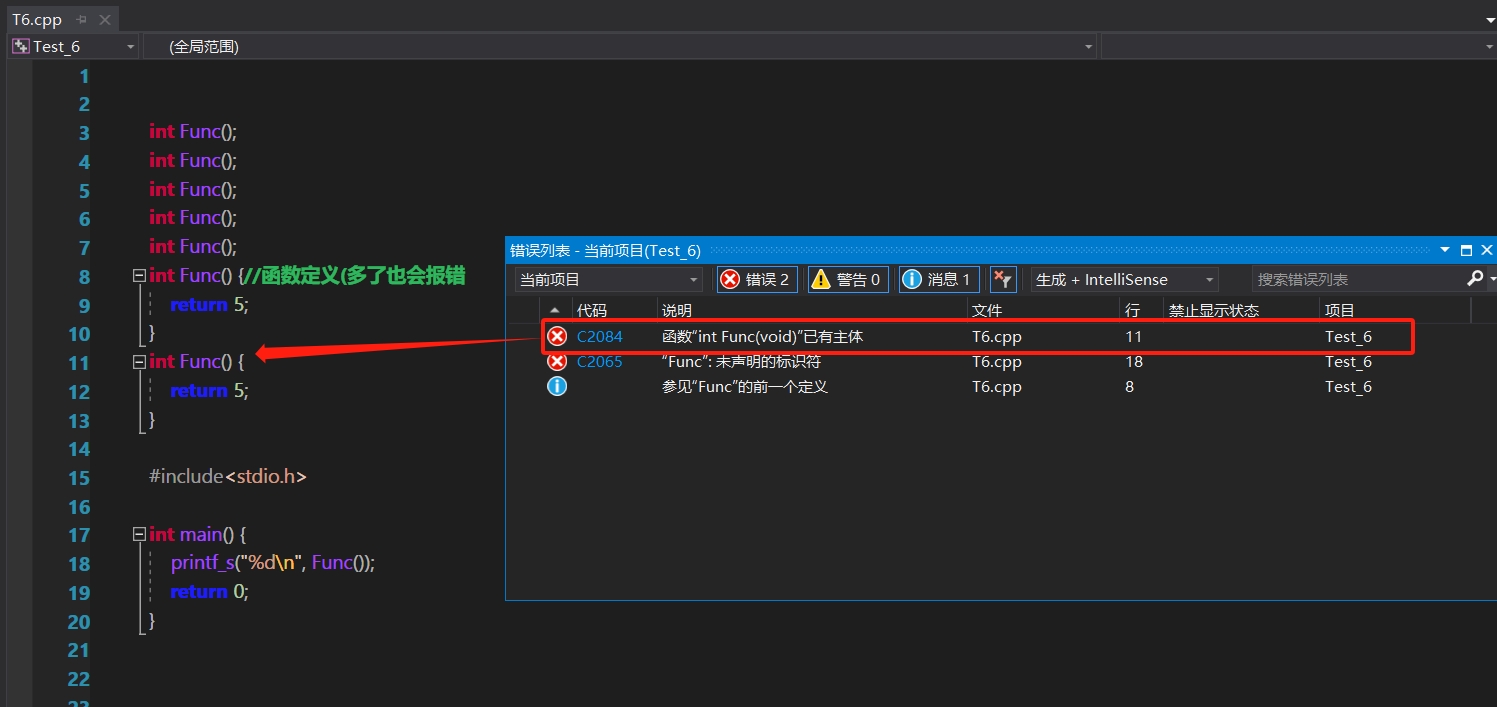 T6.cpp
Test_6
(全局范围)
1
2
3 int Func();
4 int Func();
5 int Func();
6 int Func();
7 int Func();
8 int Func() {//函数定义(多了也会报错
9 return 5;
10 }
11 int Func() {
12 return 5;
13 }
14
15 #include<stdio.h>
16
17 int main() {
18 printf_s("%d\n", Func());
19 return 0;
20 }
21
22
23
错误列表 - 当前项目(Test_6)
当前项目 错误 2 警告 0 消息 1 生成 + IntelliSense 搜索错误列表
代码 说明 文件 行 禁止显示状态 项目
C2084 函数“int Func(void)”已有主体 T6.cpp 11 Test_6
C2065 “Func”: 未声明的标识符 T6.cpp 18 Test_6
参见“Func”的前一个定义 T6.cpp 8 Test_6